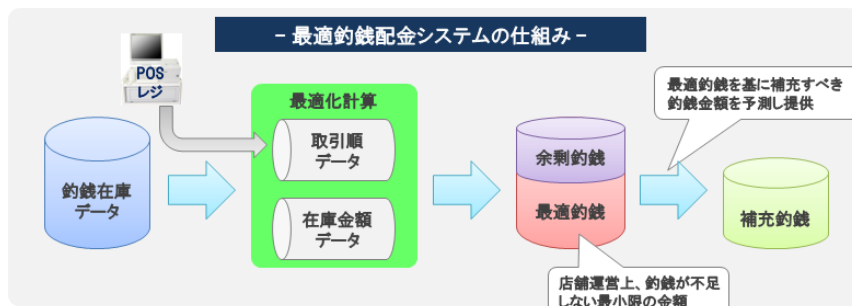 - 最適釣銭配金システムの仕組み -
POS
レジ
最適化計算
最適釣銭を基に補充すべき
釣銭金額を予測し提供
取引順
データ
余剰釣銭
釣銭在庫
データ
在庫金額
データ
最適釣銭
補充釣銭
店舗運営上、釣銭が不足
しない最小限の金額